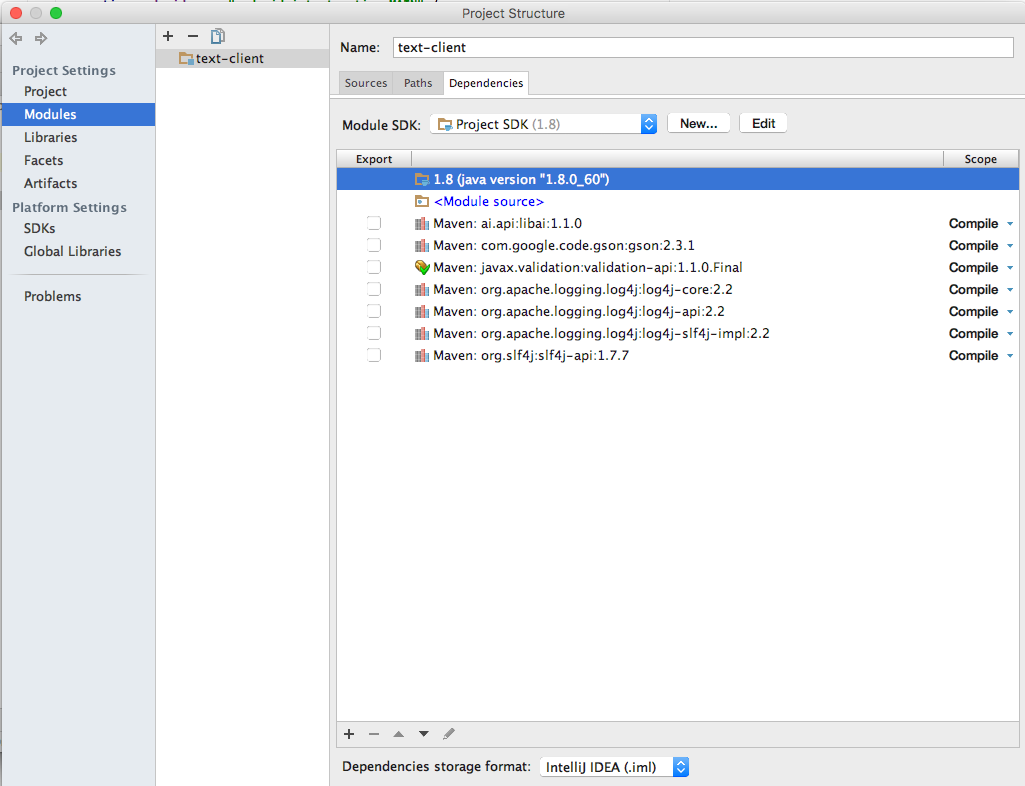 Project Structure
Project Settings
Project
Modules
Libraries
Facets
Artifacts
Platform Settings
SDKs
Global Libraries
Problems
text-client
Name: text-client
Sources Paths Dependencies
Module SDK: Project SDK (1.8) New... Edit
Export Scope
1.8 (java version "1.8.0_60")
<Module source>
Maven: ai.api:libai:1.1.0 Compile
Maven: com.google.code.gson:gson:2.3.1 Compile
Maven: javax.validation:validation-api:1.1.0.Final Compile
Maven: org.apache.logging.log4j:log4j-core:2.2 Compile
Maven: org.apache.logging.log4j:log4j-api:2.2 Compile
Maven: org.apache.logging.log4j:log4j-slf4j-impl:2.2 Compile
Maven: org.slf4j:slf4j-api:1.7.7 Compile
Dependencies storage format: IntelliJ IDEA (.iml)